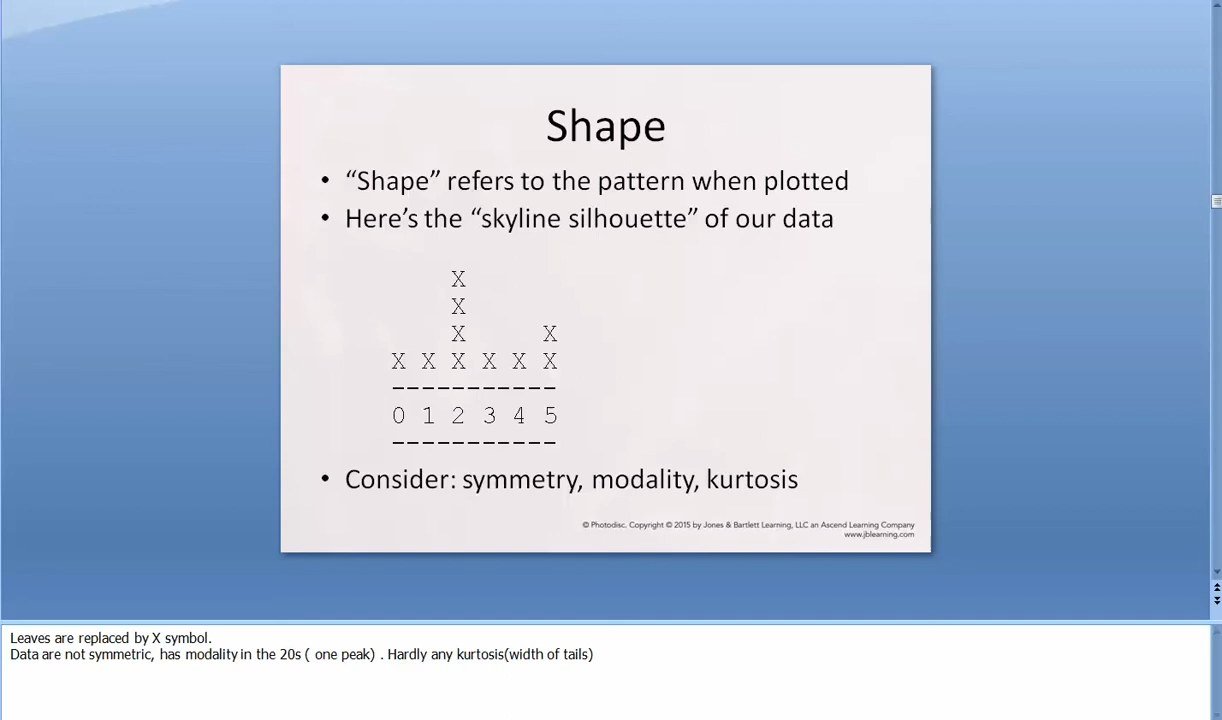 Shape
• “Shape” refers to the pattern when plotted
• Here’s the “skyline silhouette” of our data
X
X
X X
X X X X X X
-----------
0 1 2 3 4 5
-----------
• Consider: symmetry, modality, kurtosis
© Photodisc. Copyright © 2015 by Jones & Bartlett Learning, LLC an Ascend Learning Company
www.jblearning.com
Leaves are replaced by X symbol.
Data are not symmetric, has modality in the 20s ( one peak) . Hardly any kurtosis(width of tails)